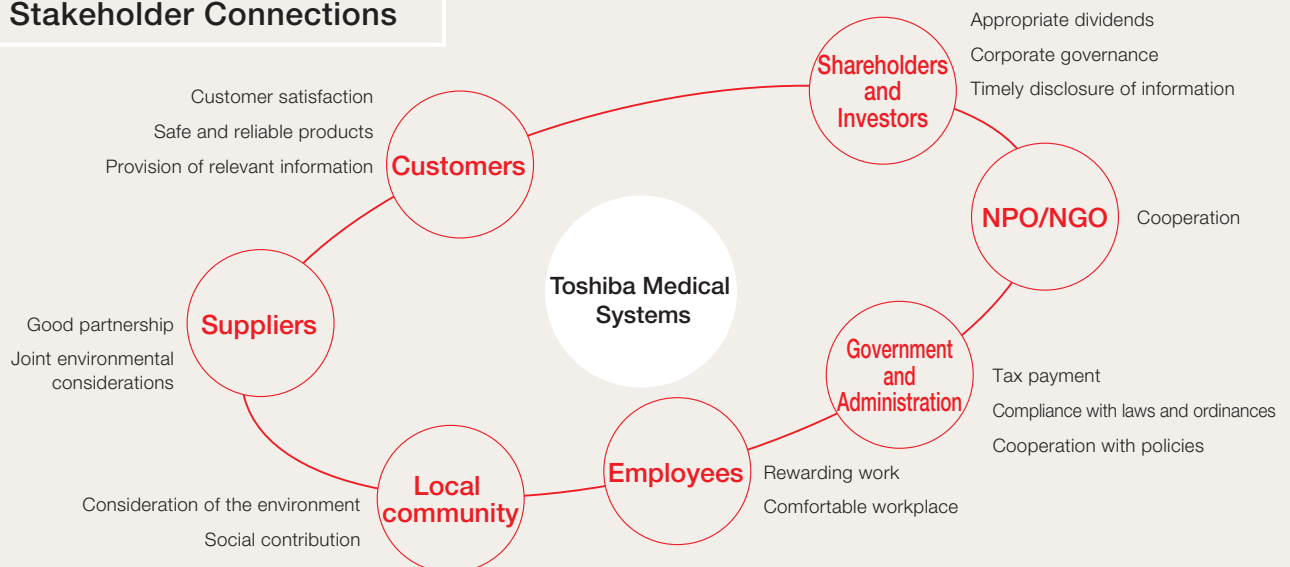 Stakeholder Connections
Appropriate dividends
Corporate governance
Timely disclosure of information
Shareholders
and
Investors
Customer satisfaction
Safe and reliable products
Provision of relevant information
Customers
NPO/NGO
Cooperation
Toshiba Medical
Systems
Good partnership
Joint environmental
considerations
Suppliers
Government
and
Administration
Tax payment
Compliance with laws and ordinances
Cooperation with policies
Employees
Rewarding work
Comfortable workplace
Local
community
Consideration of the environment
Social contribution